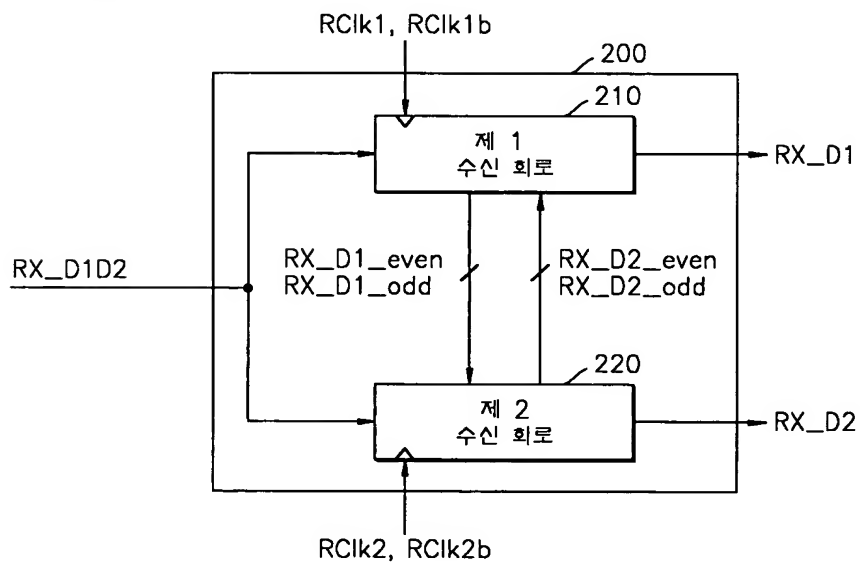 RClk1, RClk1b
200
210
제 1
수신 회로
RX_D1
RX_D1D2
RX_D1_even
RX_D1_odd
RX_D2_even
RX_D2_odd
220
제 2
수신 회로
RX_D2
RClk2, RClk2b